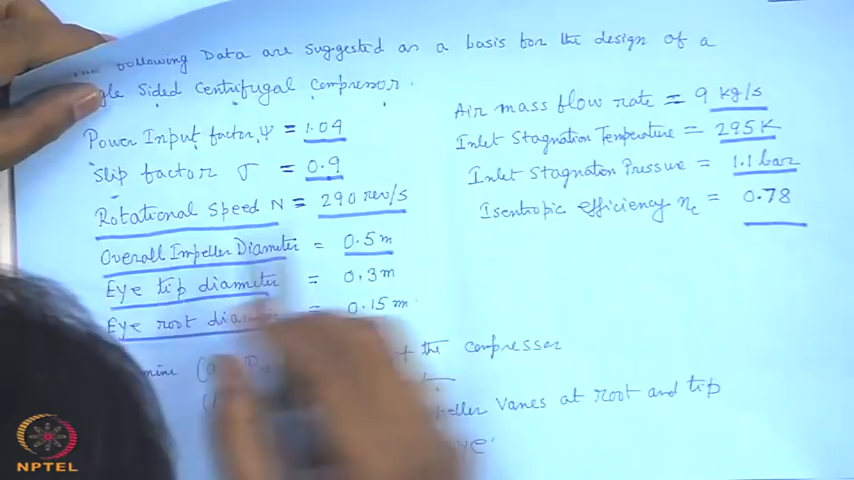 following Data are suggested as a basis for the design of a
Sided Centrifugal Compressor.
Power Input factor, Ψ = 1.04
Slip factor σ = 0.9
Rotational Speed N = 290 rev/s
Overall Impeller Diameter = 0.5 m
Eye tip diameter = 0.3 m
Eye root = 0.15 m
Air mass flow rate = 9 kg/s
Inlet Stagnation Temperature = 295 K
Inlet Stagnation Pressure = 1.1 bar
Isentropic efficiency ηc = 0.78
the compressor
vanes at root and tip
NPTEL